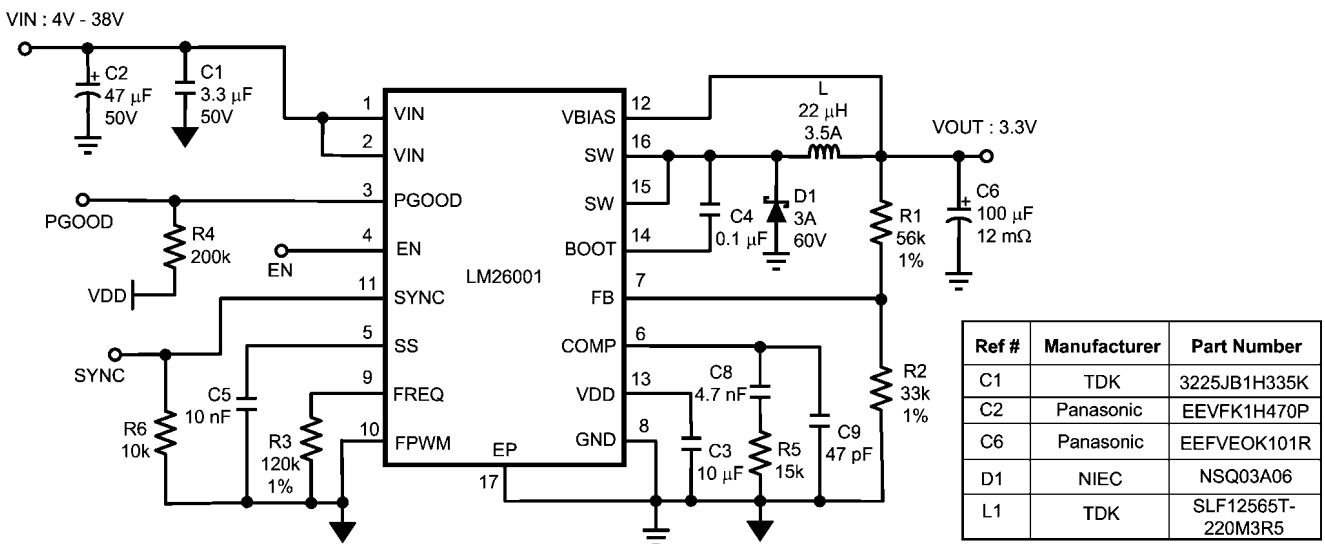 VIN : 4V - 38V
+ C2
47 μF
50V
C1
3.3 μF
50V
1
VIN
2
VIN
PGOOD
3
PGOOD
R4
200k
VDD
EN
4
EN
11
SYNC
SYNC
5
SS
C5
10 nF
9
FREQ
R6
10k
R3
120k
1%
10
FPWM
LM26001
EP
17
12
VBIAS
16
SW
15
SW
14
BOOT
7
FB
6
COMP
13
VDD
8
GND
L
22 μH
3.5A
VOUT : 3.3V
C4
0.1 μF
D1
3A
60V
R1
56k
1%
+ C6
100 μF
12 mΩ
R2
33k
1%
C8
4.7 nF
C9
47 pF
C3
10 μF
R5
15k
Ref # Manufacturer Part Number
C1 TDK 3225JB1H335K
C2 Panasonic EEVFK1H470P
C6 Panasonic EEFVEOK101R
D1 NIEC NSQ03A06
L1 TDK SLF12565T-
220M3R5